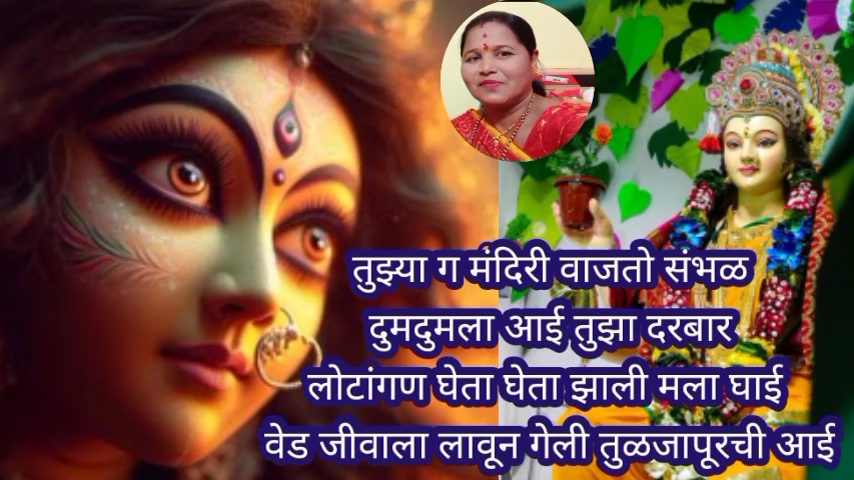 तुझ्या ग मंदिरी वाजतो संभळ
दुमदुमला आई तुझा दरबार
लोटांगण घेता घेता झाली मला घाई
वेड जीवाला लावून गेली तुळजापूरची आई